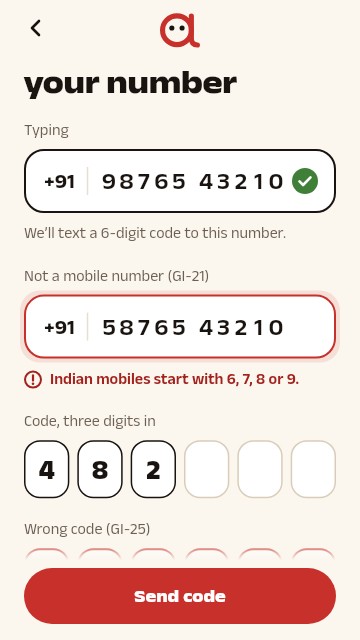 your number
Typing
+91 98765 43210
We’ll text a 6-digit code to this number.
Not a mobile number (GI-21)
+91 58765 43210
Indian mobiles start with 6, 7, 8 or 9.
Code, three digits in
4 8 2
Wrong code (GI-25)
Send code